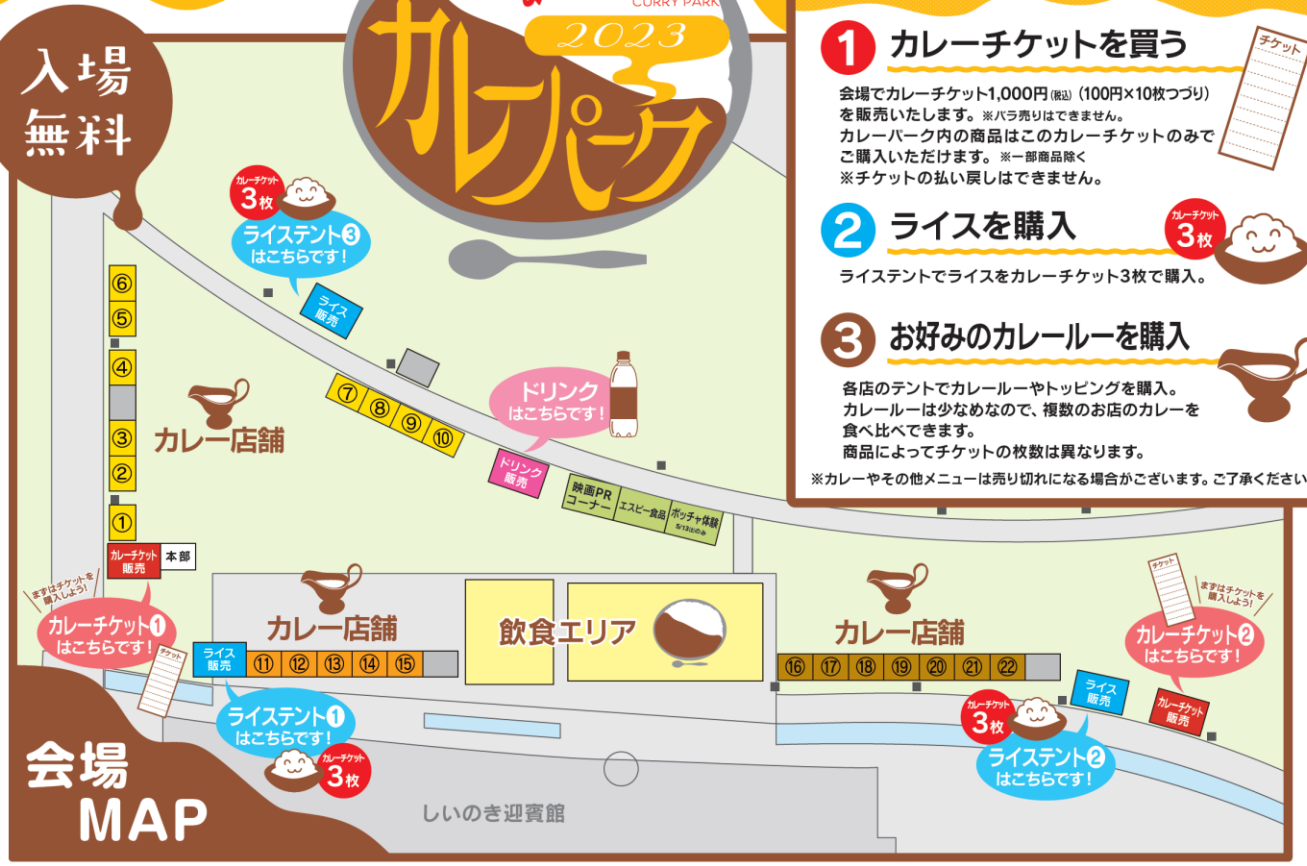 CURRY PARK
2023
カレーパーク
入場
無料
1 カレーチケットを買う
チケット
会場でカレーチケット1,000円(税込)(100円×10枚つづり)
を販売いたします。※バラ売りはできません。
カレーパーク内の商品はこのカレーチケットのみで
ご購入いただけます。※一部商品除く
※チケットの払い戻しはできません。
2 ライスを購入
カレーチケット
3枚
ライステントでライスをカレーチケット3枚で購入。
3 お好みのカレールーを購入
各店のテントでカレールーやトッピングを購入。
カレールーは少なめなので、複数のお店のカレーを
食べ比べできます。
商品によってチケットの枚数は異なります。
※カレーやその他メニューは売り切れになる場合がございます。ご了承ください
カレーチケット
3枚
ライステント❸
はこちらです!
ライス
販売
⑥
⑤
④
③
②
①
カレー店舗
⑦
⑧
⑨
⑩
ドリンク
はこちらです!
ドリンク
販売
映画PR
コーナー
エスビー食品
ボッチャ体験
5/13(土)のみ
カレーチケット
販売
本部
まずはチケットを
購入しよう!
カレーチケット❶
はこちらです!
チケット
ライス
販売
カレー店舗
⑪ ⑫ ⑬ ⑭ ⑮
ライステント❶
はこちらです!
カレーチケット
3枚
飲食エリア
カレー店舗
⑯ ⑰ ⑱ ⑲ ⑳ ㉑ ㉒
チケット
まずはチケットを
購入しよう!
カレーチケット❷
はこちらです!
ライス
販売
カレーチケット
販売
カレーチケット
3枚
ライステント❷
はこちらです!
しいのき迎賓館
会場
MAP